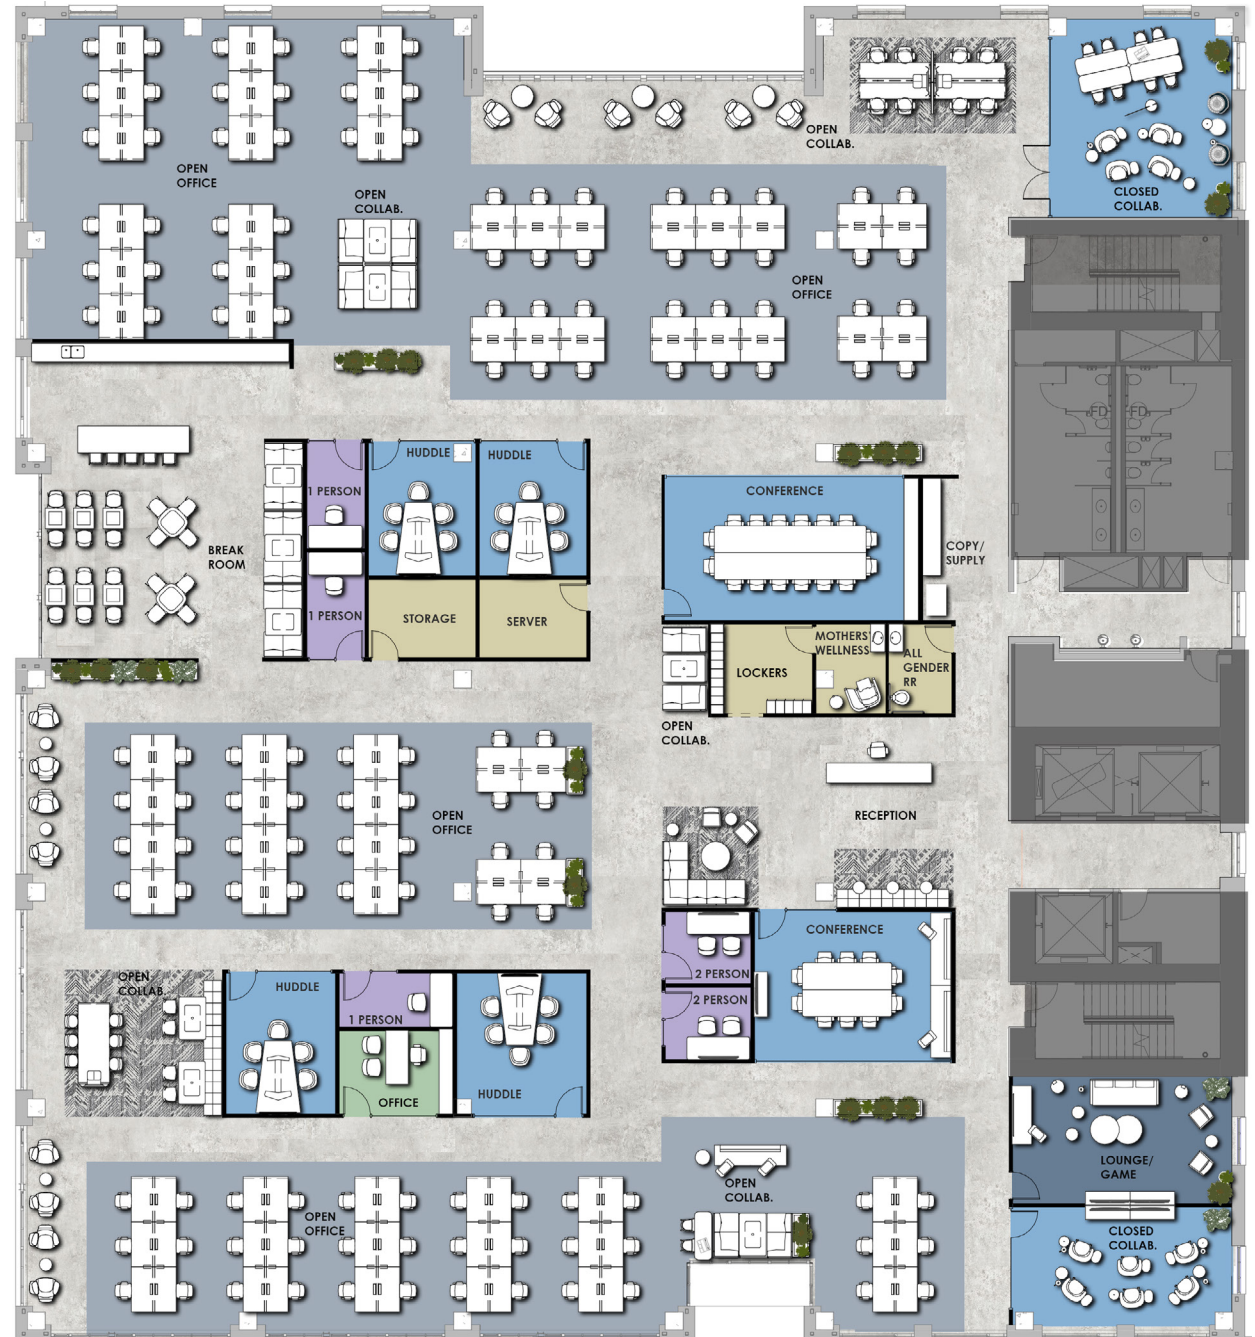 OPEN
OFFICE
OPEN
COLLAB.
OPEN
COLLAB.
CLOSED
COLLAB.
OPEN
OFFICE
HUDDLE
HUDDLE
1 PERSON
BREAK
ROOM
1 PERSON
STORAGE
SERVER
CONFERENCE
COPY/
SUPPLY
FD
FD
MOTHERS'/
WELLNESS
LOCKERS
ALL
GENDER
RR
OPEN
COLLAB.
OPEN
OFFICE
RECEPTION
CONFERENCE
2 PERSON
2 PERSON
OPEN
COLLAB.
HUDDLE
1 PERSON
OFFICE
HUDDLE
OPEN
OFFICE
OPEN
COLLAB.
LOUNGE/
GAME
CLOSED
COLLAB.